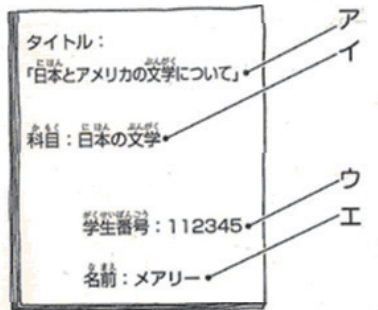 タイトル：
「日本とアメリカの文学について」
科目：日本の文学
学生番号：112345
名前：メアリー
ア
イ
ウ
エ